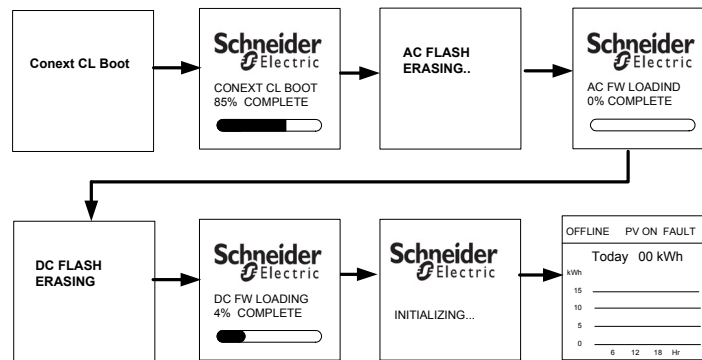 Conext CL Boot
Schneider
Electric
CONEXT CL BOOT
85% COMPLETE
AC FLASH
ERASING..
Schneider
Electric
AC FW LOADIND
0% COMPLETE
DC FLASH
ERASING
Schneider
Electric
DC FW LOADING
4% COMPLETE
Schneider
Electric
INITIALIZING...
OFFLINE PV ON FAULT
Today 00 kWh
kWh
15
10
5
0
6 12 18 Hr